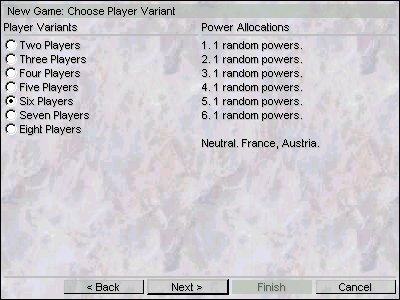 New Game: Choose Player Variant
Player Variants
Two Players
Three Players
Four Players
Five Players
Six Players
Seven Players
Eight Players
Power Allocations
1. 1 random powers.
2. 1 random powers.
3. 1 random powers.
4. 1 random powers.
5. 1 random powers.
6. 1 random powers.
Neutral. France, Austria.
< Back
Next >
Finish
Cancel